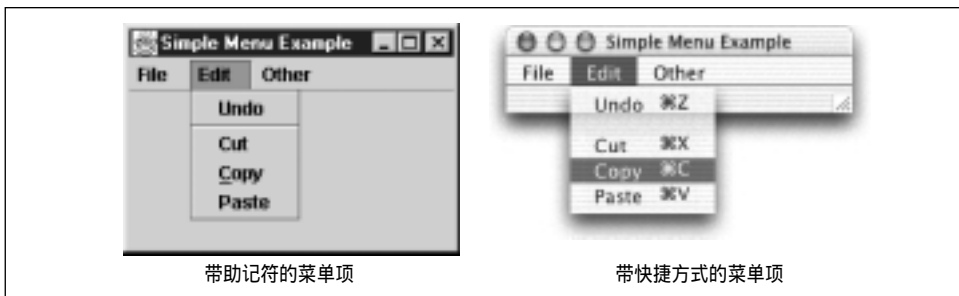 Simple Menu Example
File Edit Other
Undo
Cut
Copy
Paste
带助记符的菜单项
Simple Menu Example
File Edit Other
Undo ⌘Z
Cut ⌘X
Copy ⌘C
Paste ⌘V
带快捷方式的菜单项